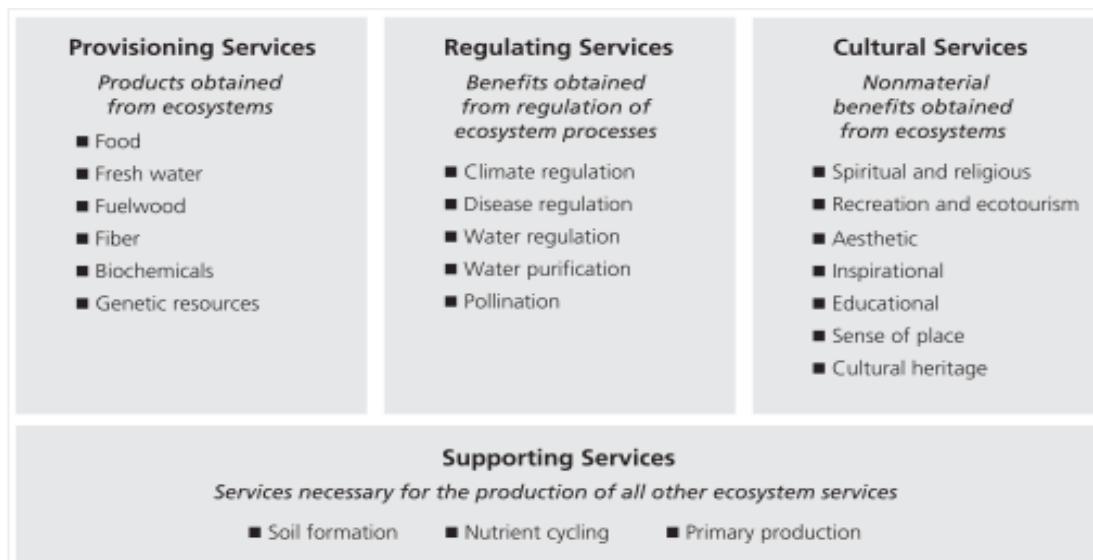 Provisioning Services
Products obtained
from ecosystems
■ Food
■ Fresh water
■ Fuelwood
■ Fiber
■ Biochemicals
■ Genetic resources
Regulating Services
Benefits obtained
from regulation of
ecosystem processes
■ Climate regulation
■ Disease regulation
■ Water regulation
■ Water purification
■ Pollination
Cultural Services
Nonmaterial
benefits obtained
from ecosystems
■ Spiritual and religious
■ Recreation and ecotourism
■ Aesthetic
■ Inspirational
■ Educational
■ Sense of place
■ Cultural heritage
Supporting Services
Services necessary for the production of all other ecosystem services
■ Soil formation ■ Nutrient cycling ■ Primary production